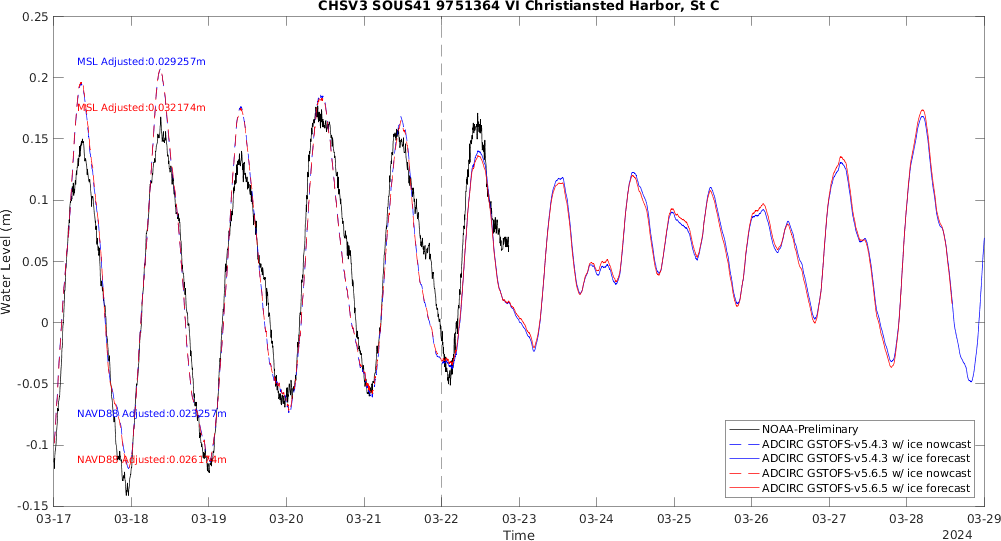 CHSV3 SOUS41 9751364 VI Christiansted Harbor, St C
0.25
0.2
0.15
0.1
0.05
0
-0.05
-0.1
-0.15
Water Level (m)
MSL Adjusted:0.029257m
MSL Adjusted:0.032174m
NAVD88 Adjusted:0.023257m
NAVD88 Adjusted:0.026174m
NOAA-Preliminary
ADCIRC GSTOFS-v5.4.3 w/ ice nowcast
ADCIRC GSTOFS-v5.4.3 w/ ice forecast
ADCIRC GSTOFS-v5.6.5 w/ ice nowcast
ADCIRC GSTOFS-v5.6.5 w/ ice forecast
03-17 03-18 03-19 03-20 03-21 03-22 03-23 03-24 03-25 03-26 03-27 03-28 03-29
Time
2024